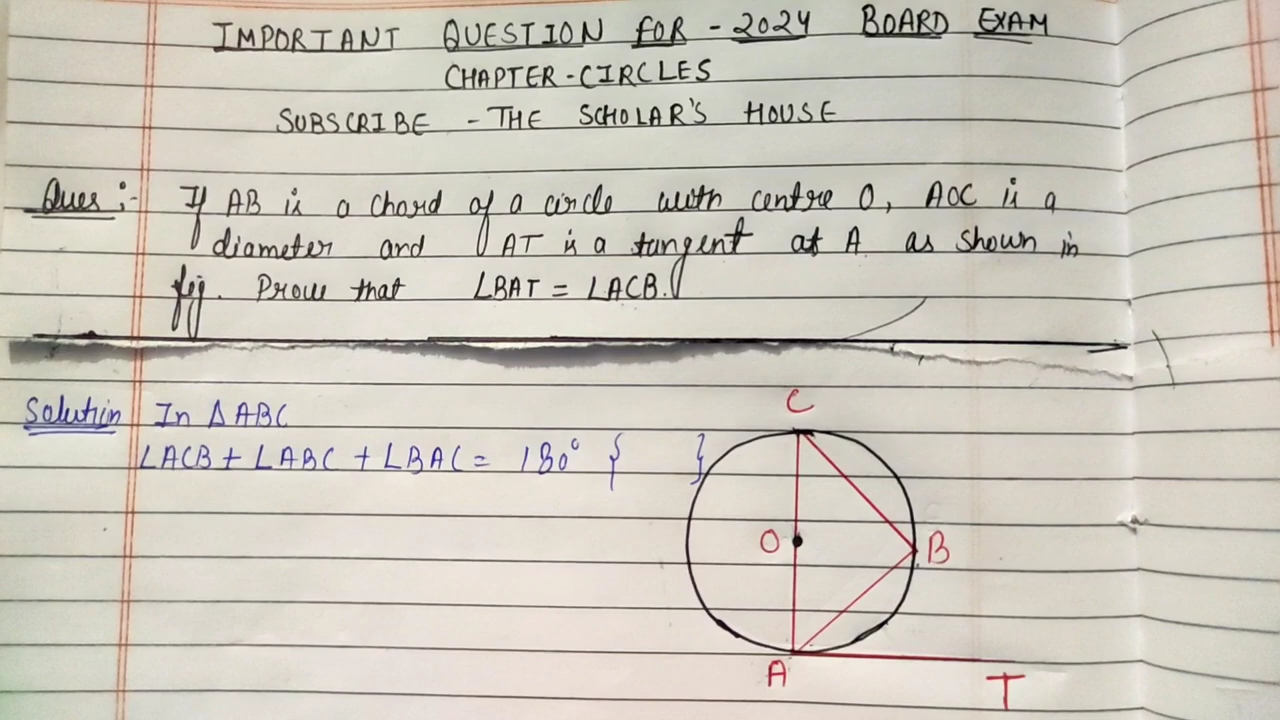 IMPORTANT QUESTION FOR - 2024 BOARD EXAM
CHAPTER - CIRCLES
SUBSCRIBE - THE SCHOLAR'S HOUSE
Ques :- If AB is a chord of a circle with centre O, AOC is a
diameter and AT is a tangent at A as shown in
fig. Prove that ∠BAT = ∠ACB.
Solution In △ABC
∠ACB + ∠ABC + ∠BAC = 180° { }
C
O
B
A
T